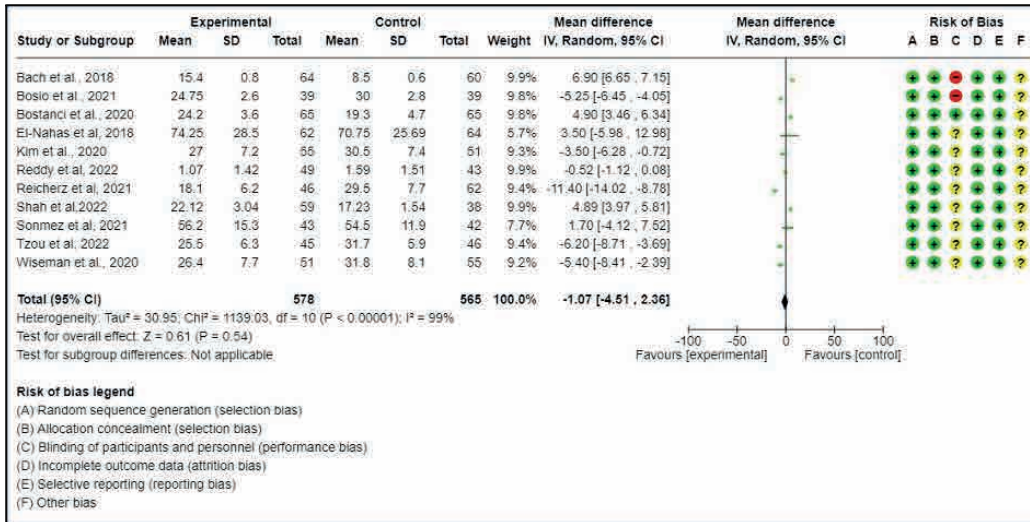 Experimental Control Mean difference Mean difference Risk of Bias
Study or Subgroup Mean SD Total Mean SD Total Weight IV, Random, 95% CI IV, Random, 95% CI A B C D E F
Bach et al., 2018 15.4 0.8 64 8.5 0.6 60 9.9% 6.90 [6.65 , 7.15] + + - + + ?
Bosio et al., 2021 24.75 2.6 39 30 2.8 39 9.8% -5.25 [-6.45 , -4.05] + + - + + ?
Bostanci et al., 2020 24.2 3.6 65 19.3 4.7 65 9.8% 4.90 [3.46 , 6.34] + + + + + ?
El-Nahas et al, 2018 74.25 28.5 62 70.75 25.69 64 5.7% 3.50 [-5.98 , 12.98] + + ? + + ?
Kim et al., 2020 27 7.2 55 30.5 7.4 51 9.3% -3.50 [-6.28 , -0.72] + + ? + + ?
Reddy et al, 2022 1.07 1.42 49 1.59 1.51 43 9.9% -0.52 [-1.12 , 0.08] + + ? + + ?
Reicherz et al, 2021 18.1 6.2 46 29.5 7.7 62 9.4% -11.40 [-14.02 , -8.78] + + ? + + ?
Shah et al,2022 22.12 3.04 59 17.23 1.54 38 9.9% 4.89 [3.97 , 5.81] + + ? + + ?
Sonmez et al, 2021 56.2 15.3 43 54.5 11.9 42 7.8% 1.70 [-4.12 , 7.52] + + ? + + ?
Tzou et al, 2022 25.5 6.3 45 31.7 5.9 46 9.4% -6.20 [-8.71 , -3.69] + + ? + + ?
Wiseman et al., 2020 26.4 7.7 51 31.8 8.1 55 9.2% -5.40 [-8.41 , -2.39] + + ? + + ?
Total (95% CI) 578 565 100.0% -1.07 [-4.51 , 2.36]
Heterogeneity: Tau² = 30.95; Chi² = 1139.03, df = 10 (P < 0.00001); I² = 99%
Test for overall effect: Z = 0.61 (P = 0.54)
Test for subgroup differences: Not applicable
-100 -50 0 50 100
Favours [experimental] Favours [control]
Risk of bias legend
(A) Random sequence generation (selection bias)
(B) Allocation concealment (selection bias)
(C) Blinding of participants and personnel (performance bias)
(D) Incomplete outcome data (attrition bias)
(E) Selective reporting (reporting bias)
(F) Other bias